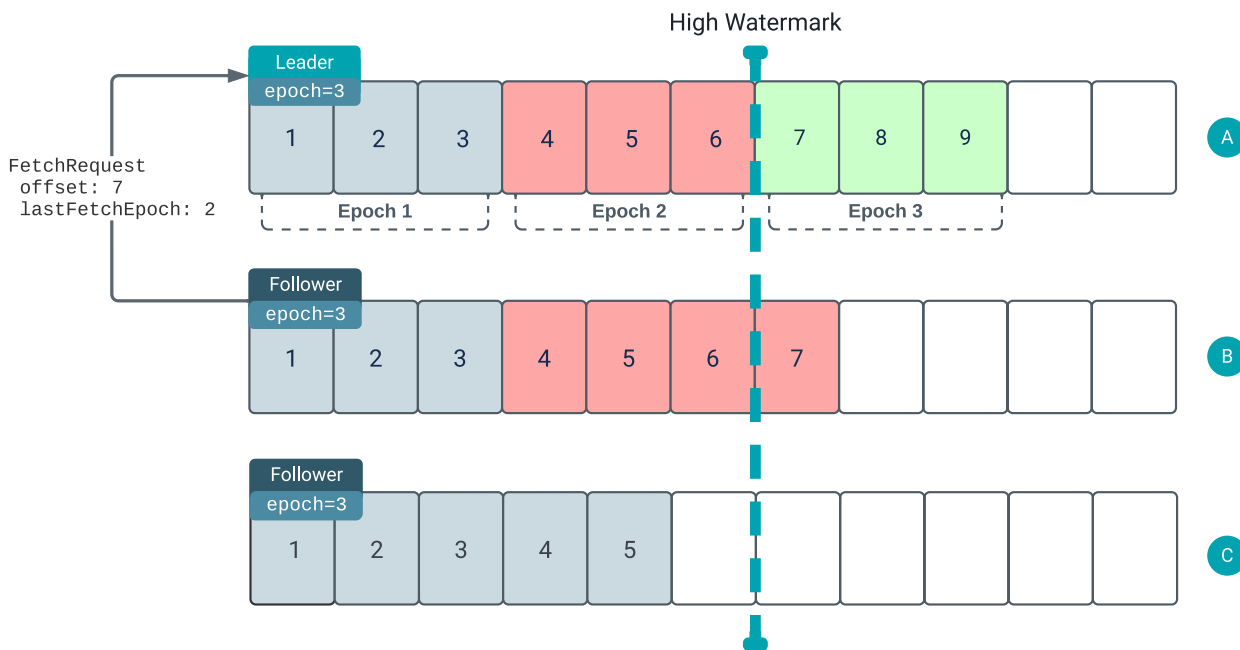 High Watermark
Leader
epoch=3
1 2 3 4 5 6 7 8 9
A
FetchRequest
offset: 7
lastFetchEpoch: 2
Epoch 1 Epoch 2 Epoch 3
Follower
epoch=3
1 2 3 4 5 6 7
B
Follower
epoch=3
1 2 3 4 5
C